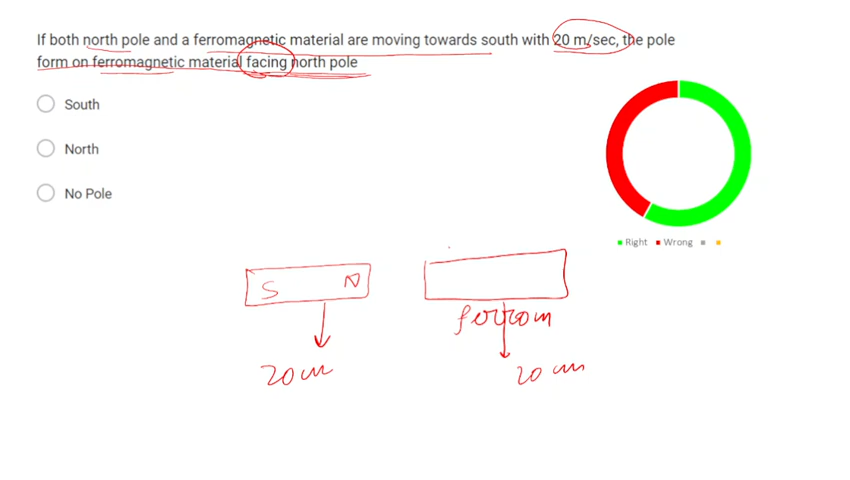 If both north pole and a ferromagnetic material are moving towards south with 20 m/sec, the pole
form on ferromagnetic material facing north pole
South
North
No Pole
Right Wrong
S N
ferrom
20 m
20 m